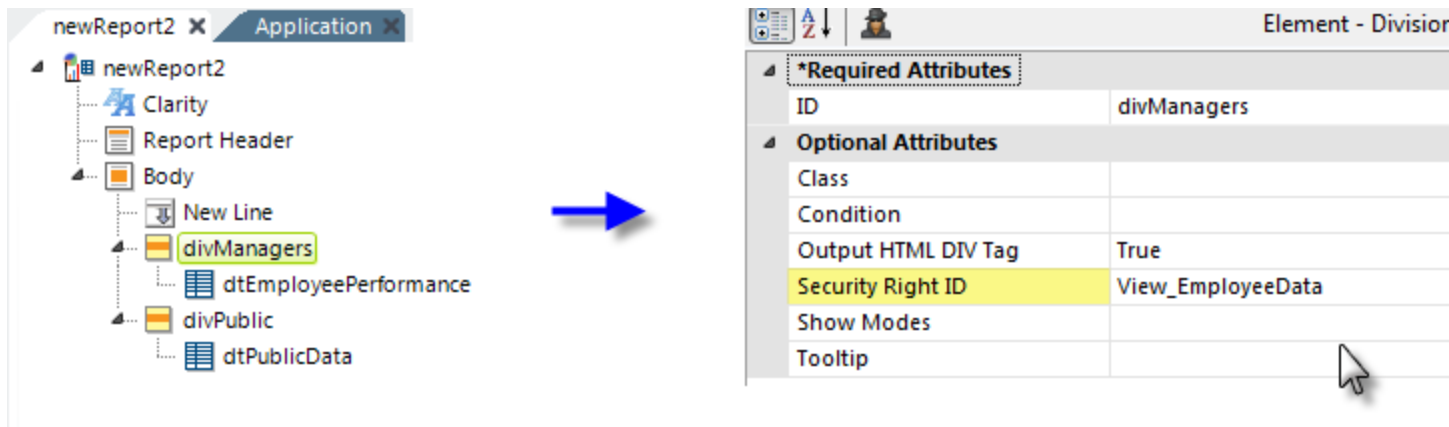 newReport2
Application
newReport2
Clarity
Report Header
Body
New Line
divManagers
dtEmployeePerformance
divPublic
dtPublicData
A
Z
Element - Division
*Required Attributes
ID divManagers
Optional Attributes
Class
Condition
Output HTML DIV Tag True
Security Right ID View_EmployeeData
Show Modes
Tooltip